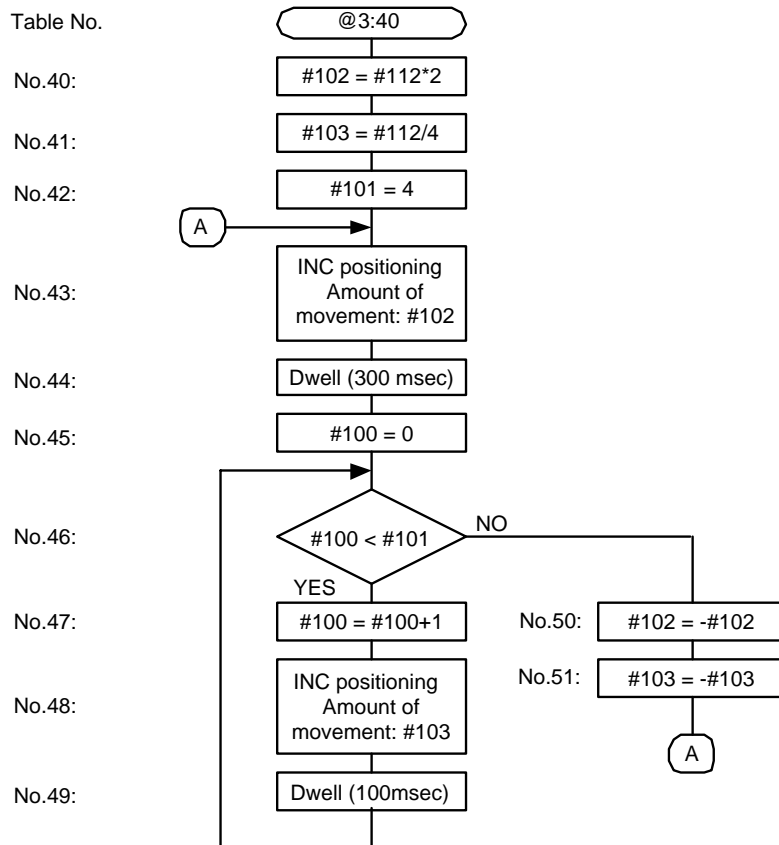 Table No.
@3:40
No.40:
#102 = #112*2
No.41:
#103 = #112/4
No.42:
#101 = 4
A
No.43:
INC positioning
Amount of
movement: #102
No.44:
Dwell (300 msec)
No.45:
#100 = 0
No.46:
#100 < #101
NO
YES
No.47:
#100 = #100+1
No.50:
#102 = -#102
No.48:
INC positioning
Amount of
movement: #103
No.51:
#103 = -#103
A
No.49:
Dwell (100msec)